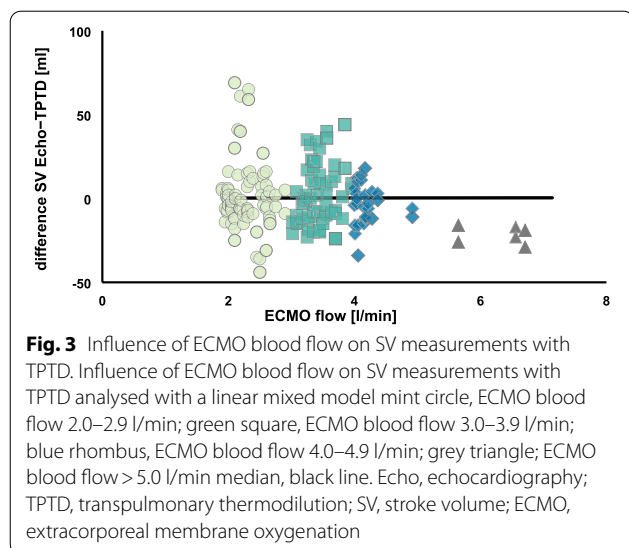 100
50
0
-50
difference SV Echo–TPTD [ml]
0
2
4
6
8
ECMO flow [l/min]
Fig. 3 Influence of ECMO blood flow on SV measurements with
TPTD. Influence of ECMO blood flow on SV measurements with
TPTD analysed with a linear mixed model mint circle, ECMO blood
flow 2.0–2.9 l/min; green square, ECMO blood flow 3.0–3.9 l/min;
blue rhombus, ECMO blood flow 4.0–4.9 l/min; grey triangle; ECMO
blood flow > 5.0 l/min median, black line. Echo, echocardiography;
TPTD, transpulmonary thermodilution; SV, stroke volume; ECMO,
extracorporeal membrane oxygenation